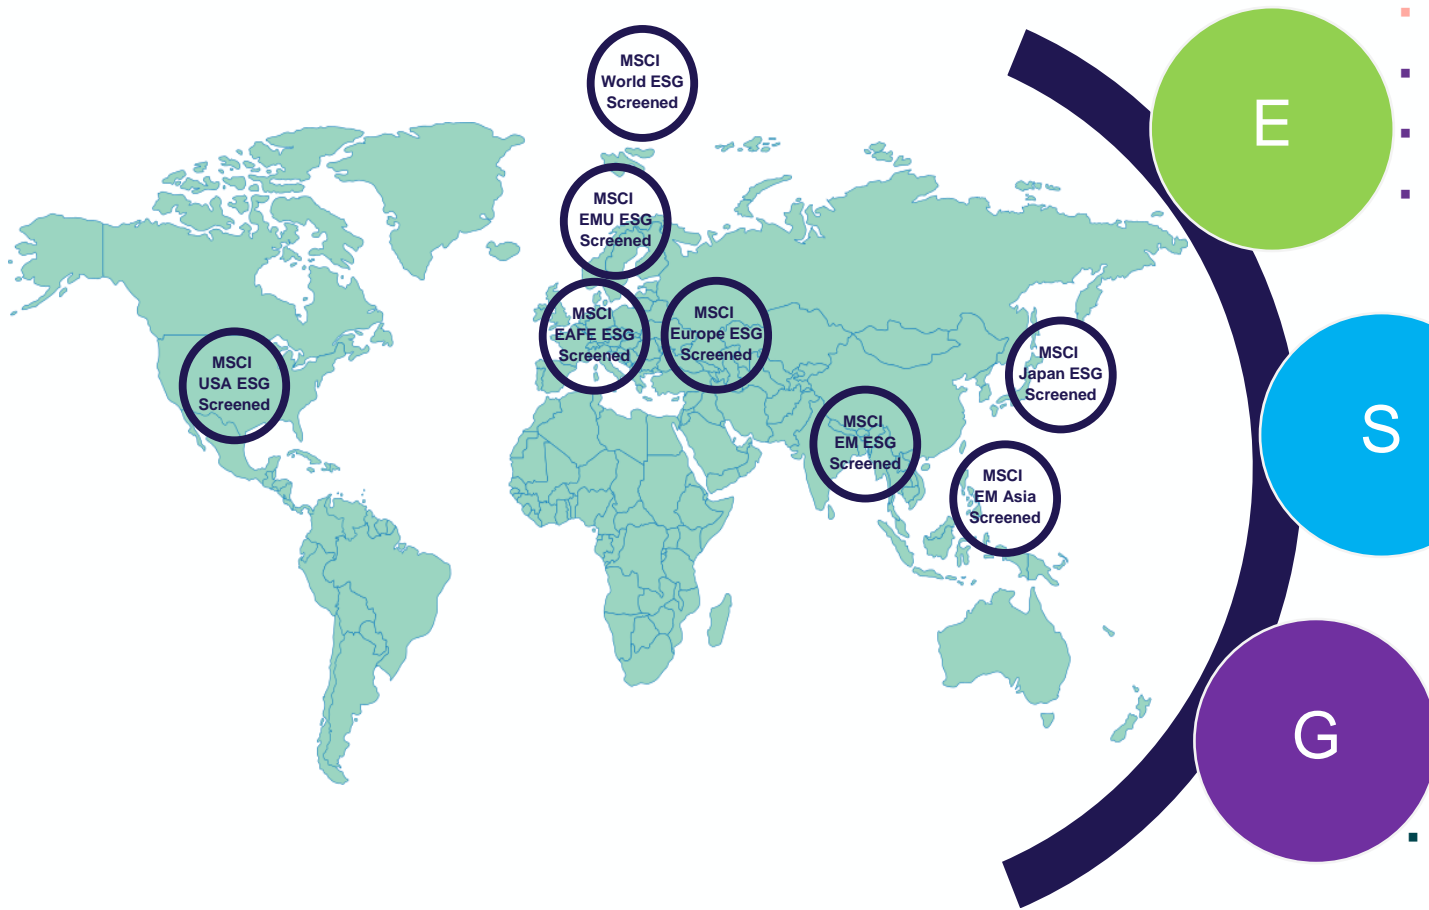 MSCI
World ESG
Screened
MSCI
EMU ESG
Screened
MSCI
EAFE ESG
Screened
MSCI
Europe ESG
Screened
MSCI
USA ESG
Screened
MSCI
Japan ESG
Screened
MSCI
EM ESG
Screened
MSCI
EM Asia
Screened
E
S
G